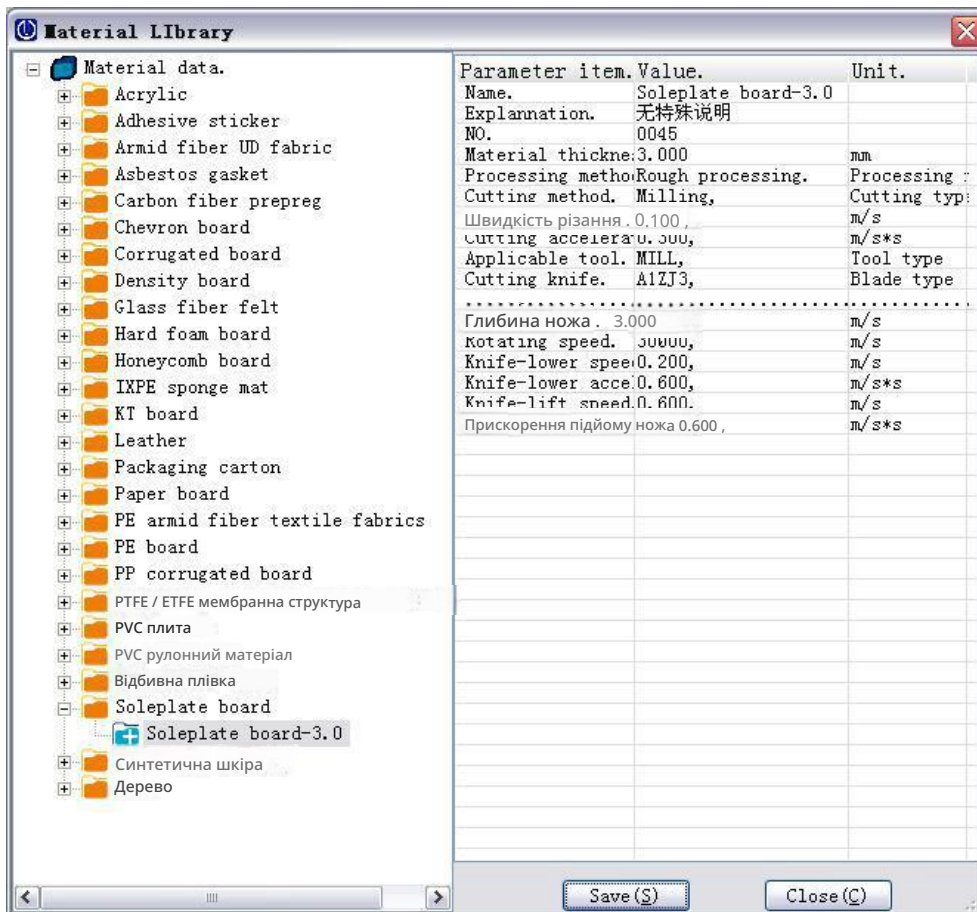 Material LIbrary
Material data.
Acrylic
Adhesive sticker
Armid fiber UD fabric
Asbestos gasket
Carbon fiber prepreg
Chevron board
Corrugated board
Density board
Glass fiber felt
Hard foam board
Honeycomb board
IXPE sponge mat
KT board
Leather
Packaging carton
Paper board
PE armid fiber textile fabrics
PE board
PP corrugated board
PTFE / ETFE мембранна структура
PVC плита
PVC рулонний матеріал
Відбивна плівка
Soleplate board
Soleplate board-3.0
Синтетична шкіра
Дерево
Parameter item. Value. Unit.
Name. Soleplate board-3.0
Explannation. 无特殊说明
NO. 0045
Material thickne 3.000 mm
Processing metho Rough processing. Processing
Cutting method. Milling, Cutting typ
Швидкість різання . 0.100 , m/s
Cutting accelera 0.500, m/s*s
Applicable tool. MILL, Tool type
Cutting knife. A1ZJ3, Blade type
Глибина ножа . 3.000 m/s
Rotating speed. m/s
Knife-lower spee 0.200, m/s
Knife-lower acce 0.600, m/s*s
Knife-lift speed 0.600. m/s
Прискорення підйому ножа 0.600 , m/s*s
Save(S) Close(C)